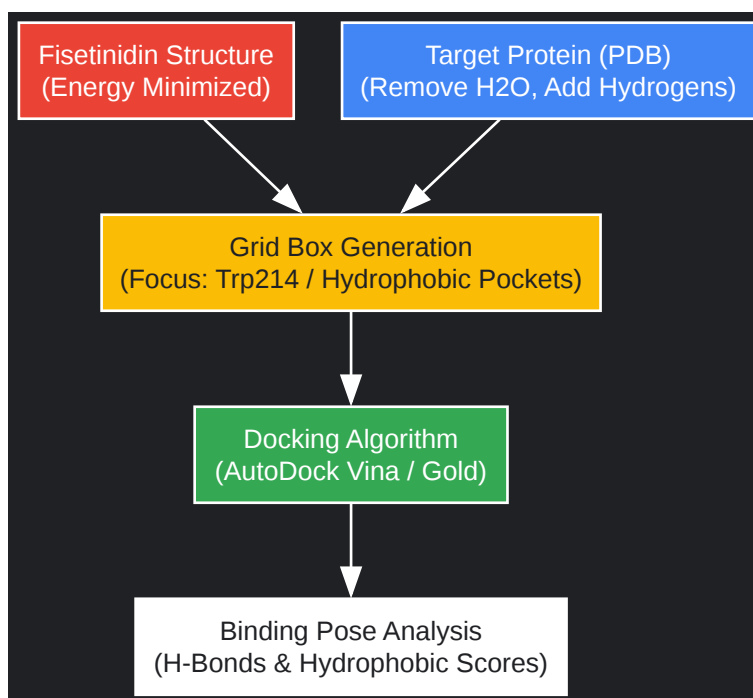 Fisetinidin Structure
(Energy Minimized)
Target Protein (PDB)
(Remove H2O, Add Hydrogens)
Grid Box Generation
(Focus: Trp214 / Hydrophobic Pockets)
Docking Algorithm
(AutoDock Vina / Gold)
Binding Pose Analysis
(H-Bonds & Hydrophobic Scores)